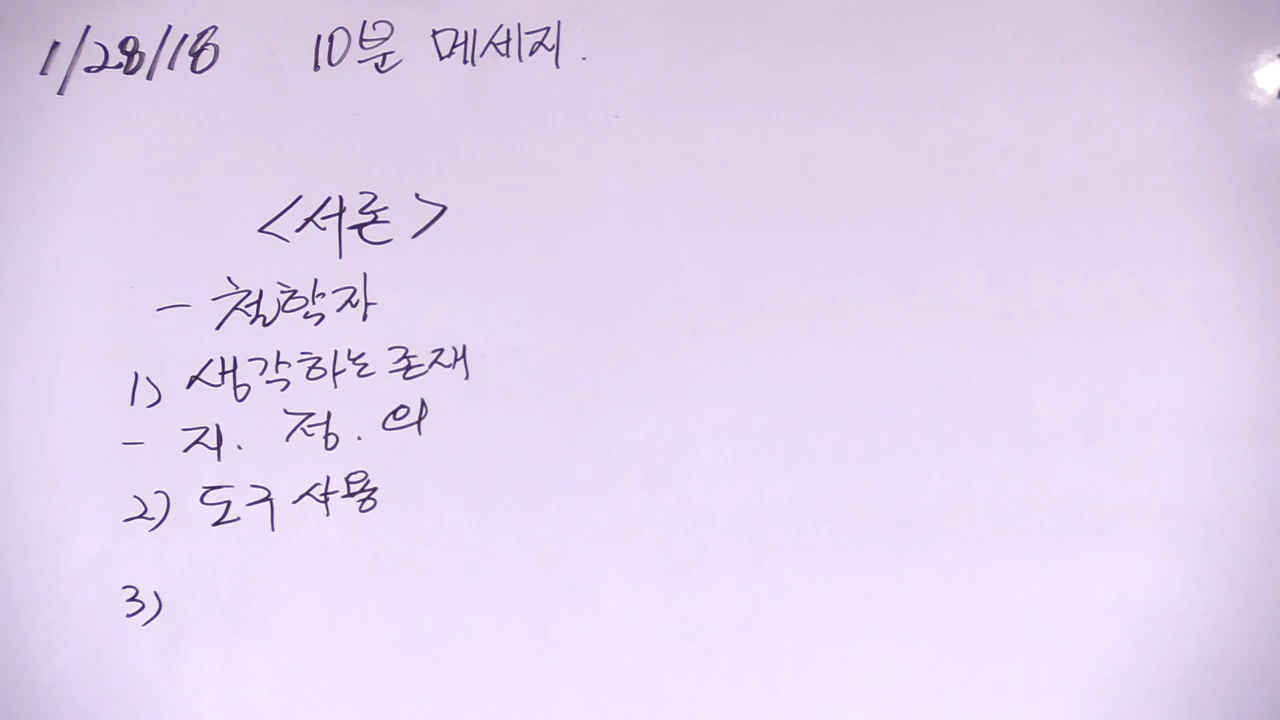 1/28/18 10분 메세지.
<서론>
- 철학자
1) 생각하는 존재
- 지. 정. 의
2) 도구 사용
3)